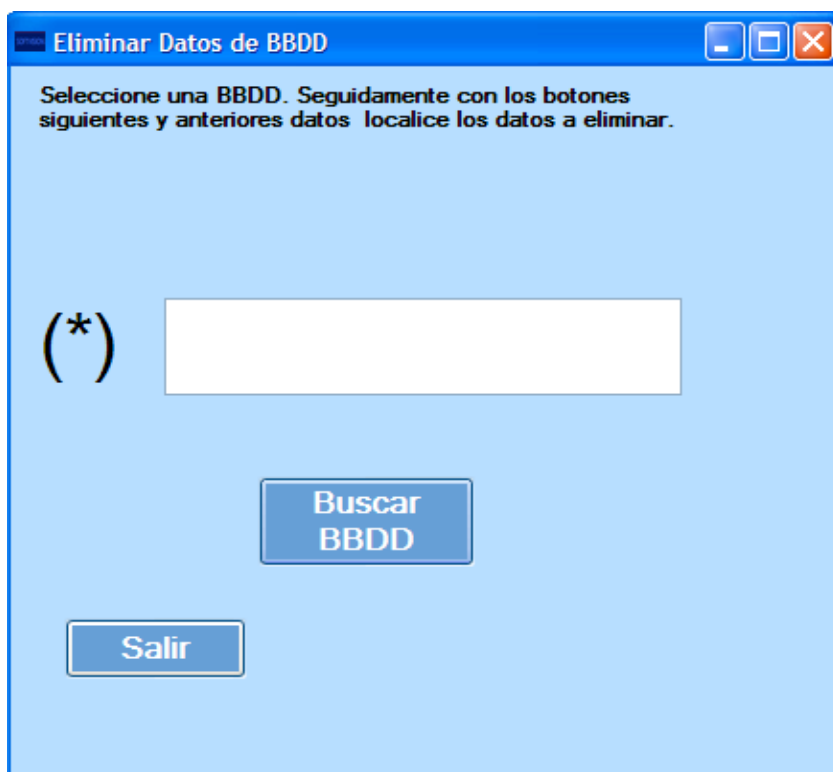 Eliminar Datos de BBDD
Seleccione una BBDD. Seguidamente con los botones
siguientes y anteriores datos  localice los datos a eliminar.
(*)
Buscar
BBDD
Salir